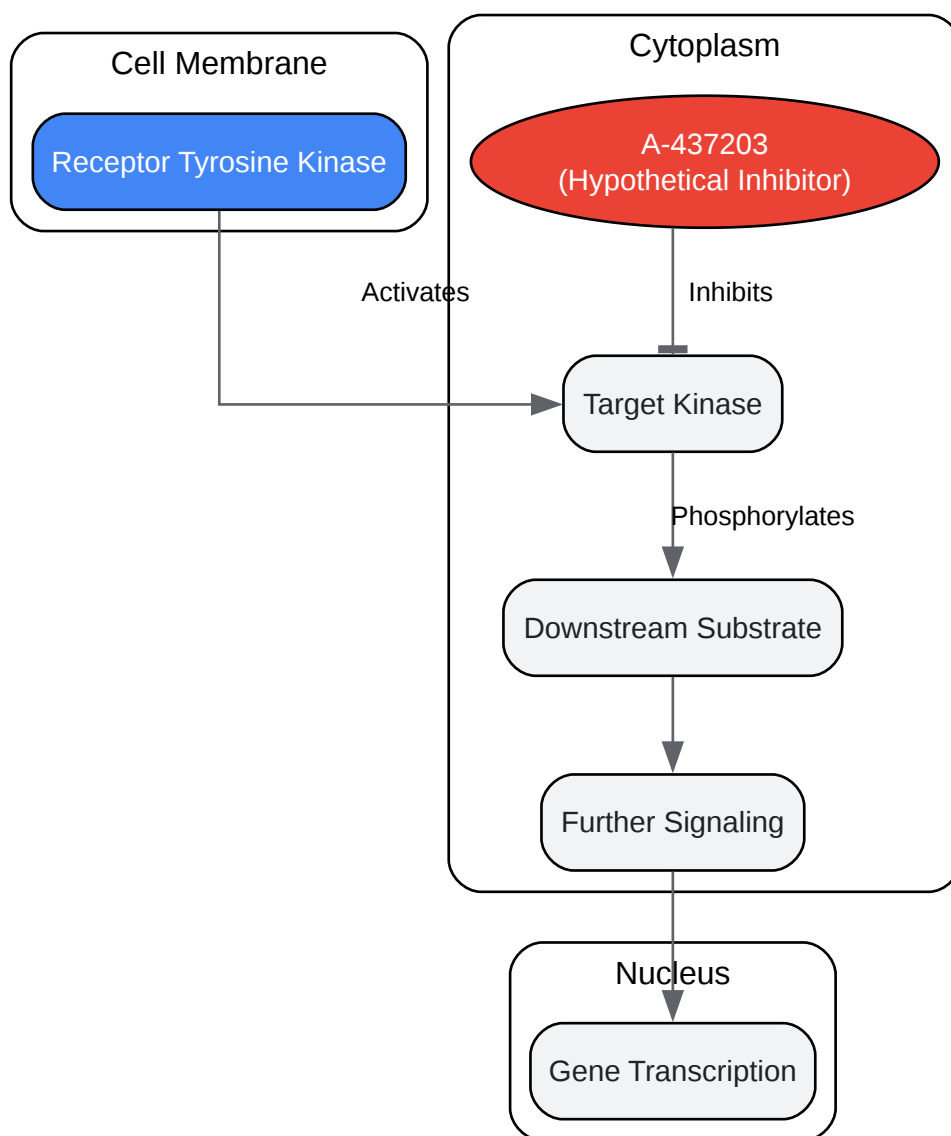 Cell Membrane
Receptor Tyrosine Kinase
Cytoplasm
A-437203
(Hypothetical Inhibitor)
Activates
Inhibits
Target Kinase
Phosphorylates
Downstream Substrate
Further Signaling
Nucleus
Gene Transcription